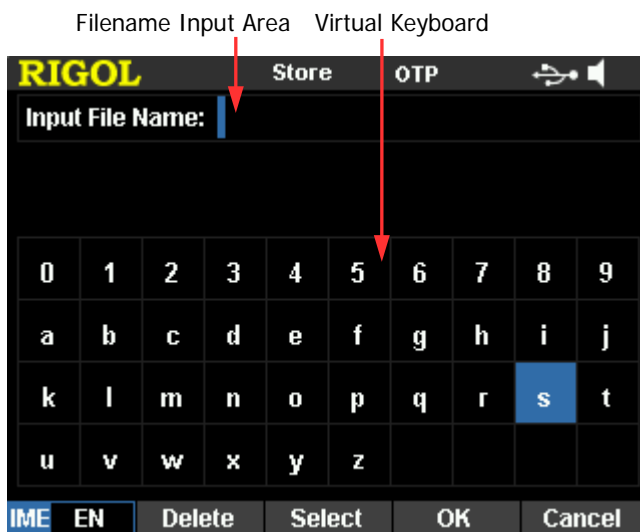 Filename Input Area Virtual Keyboard
RIGOL Store OTP
Input File Name:
0 1 2 3 4 5 6 7 8 9
a b c d e f g h i j
k l m n o p q r s t
u v w x y z
IME EN Delete Select OK Cancel